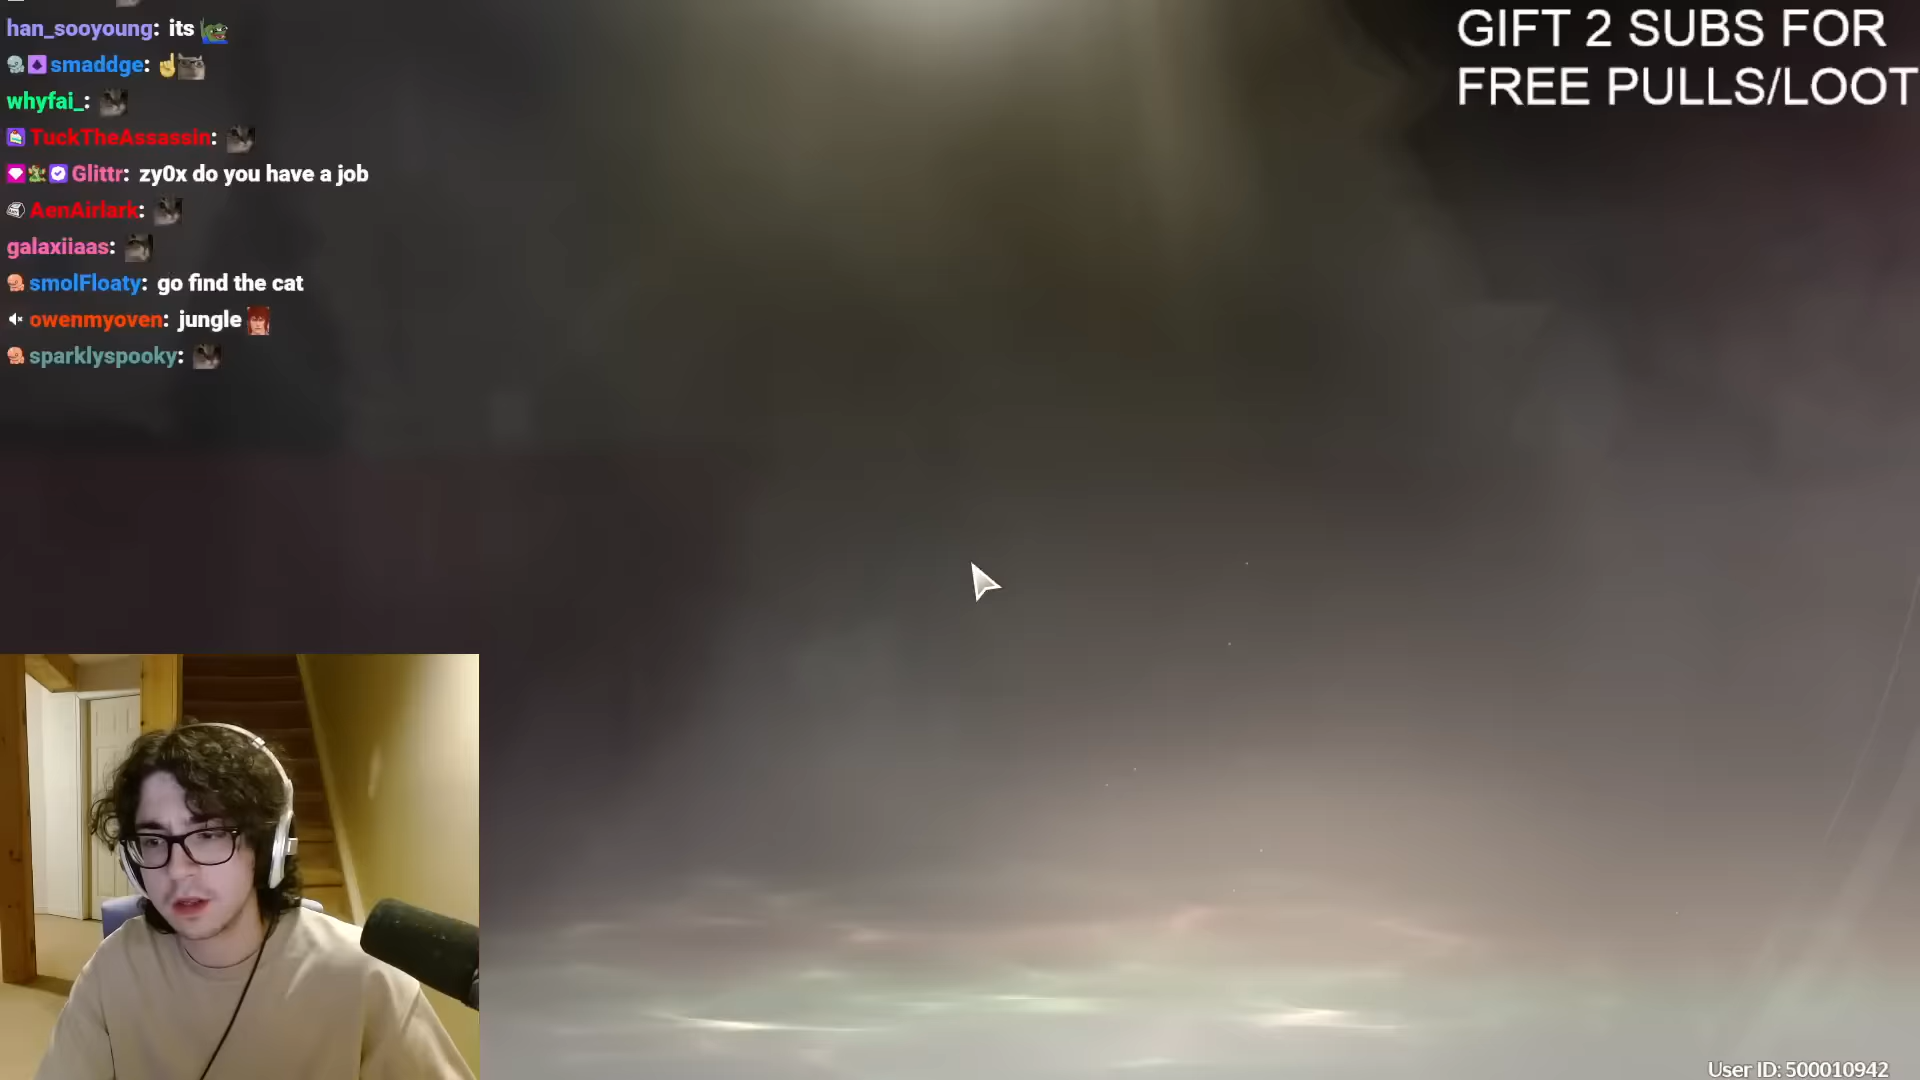 GIFT 2 SUBS FOR
FREE PULLS/LOOT
han_sooyoung: its
smaddge:
whyfai_:
TuckTheAssassin:
Glittr: zy0x do you have a job
AenAirlark:
galaxiiaas:
smolFloaty: go find the cat
owenmyoven: jungle
sparklyspooky:
User ID: 500010942